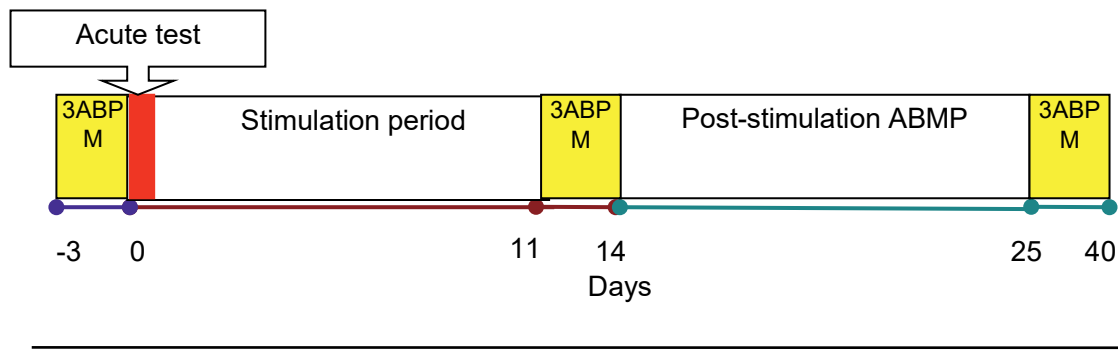 Acute test
3ABP
M
Stimulation period
3ABP
M
Post-stimulation ABMP
3ABP
M
-3 0 11 14 25 40
Days